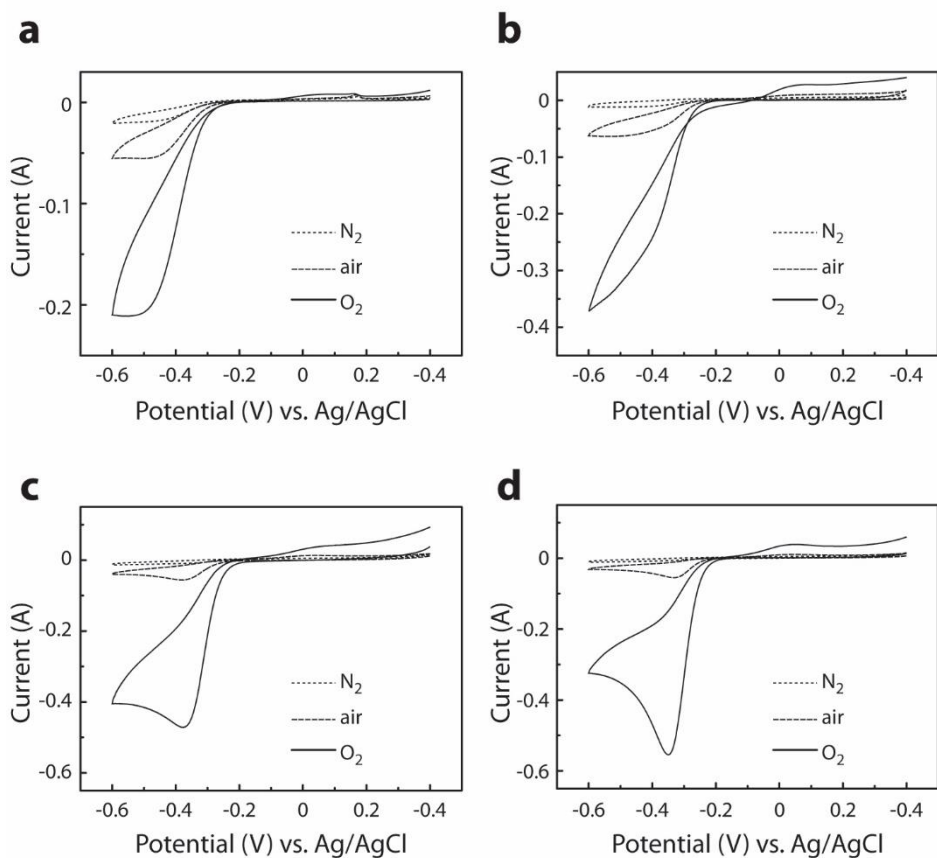 a
0
-0.1
-0.2
Current (A)
N₂
air
O₂
-0.6 -0.4 -0.2 0 0.2 -0.4
Potential (V) vs. Ag/AgCl
b
0
-0.1
-0.2
-0.3
-0.4
Current (A)
N₂
air
O₂
-0.6 -0.4 -0.2 0 0.2 -0.4
Potential (V) vs. Ag/AgCl
c
0
-0.2
-0.4
-0.6
Current (A)
N₂
air
O₂
-0.6 -0.4 -0.2 0 0.2 -0.4
Potential (V) vs. Ag/AgCl
d
0
-0.2
-0.4
-0.6
Current (A)
N₂
air
O₂
-0.6 -0.4 -0.2 0 0.2 -0.4
Potential (V) vs. Ag/AgCl